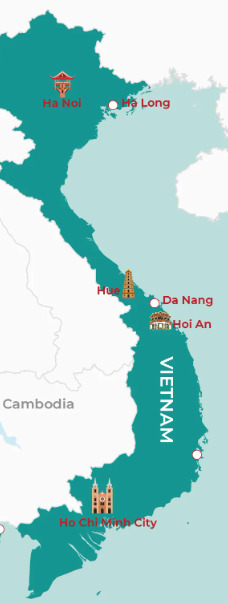 Ha Noi
Ha Long
Hue
Da Nang
Hoi An
VIETNAM
Cambodia
Ho Chi Minh City